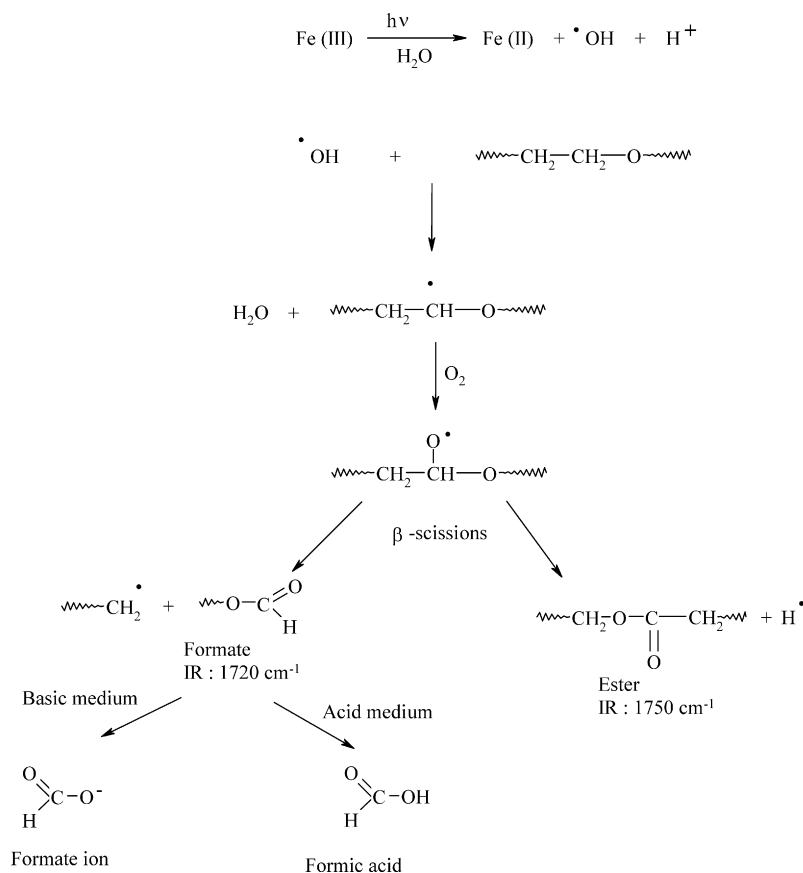 Fe (III) hν H₂O Fe (II) + •OH + H⁺
•OH + CH₂—CH₂—O
H₂O + CH₂—ĊH—O
O₂
O•
CH₂—CH—O
β -scissions
CH₂• + O—C O H
CH₂—O—C—CH₂ + H•
O
Formate
IR : 1720 cm⁻¹
Ester
IR : 1750 cm⁻¹
Basic medium
Acid medium
O C—O⁻ H
O C—OH H
Formate ion
Formic acid